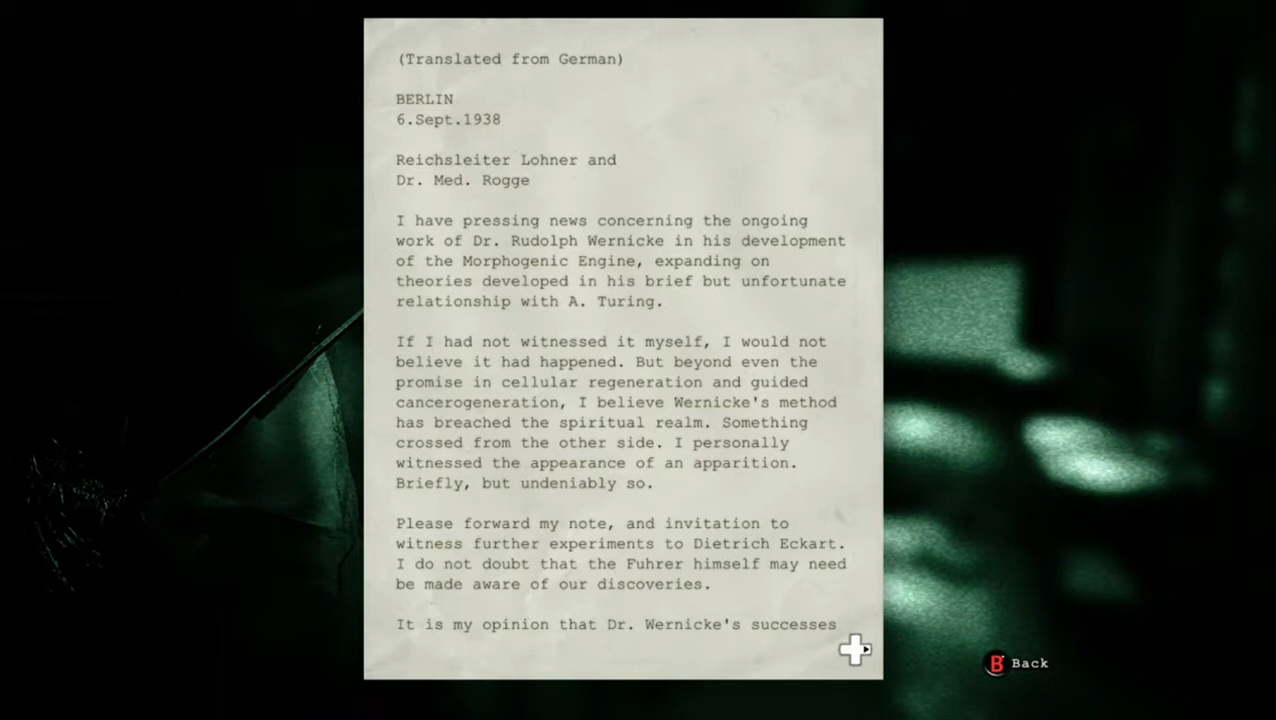 (Translated from German)
BERLIN
6.Sept.1938
Reichsleiter Lohner and
Dr. Med. Rogge
I have pressing news concerning the ongoing
work of Dr. Rudolph Wernicke in his development
of the Morphogenic Engine, expanding on
theories developed in his brief but unfortunate
relationship with A. Turing.
If I had not witnessed it myself, I would not
believe it had happened. But beyond even the
promise in cellular regeneration and guided
cancerogeneration, I believe Wernicke's method
has breached the spiritual realm. Something
crossed from the other side. I personally
witnessed the appearance of an apparition.
Briefly, but undeniably so.
Please forward my note, and invitation to
witness further experiments to Dietrich Eckart.
I do not doubt that the Fuhrer himself may need
be made aware of our discoveries.
It is my opinion that Dr. Wernicke's successes
B Back